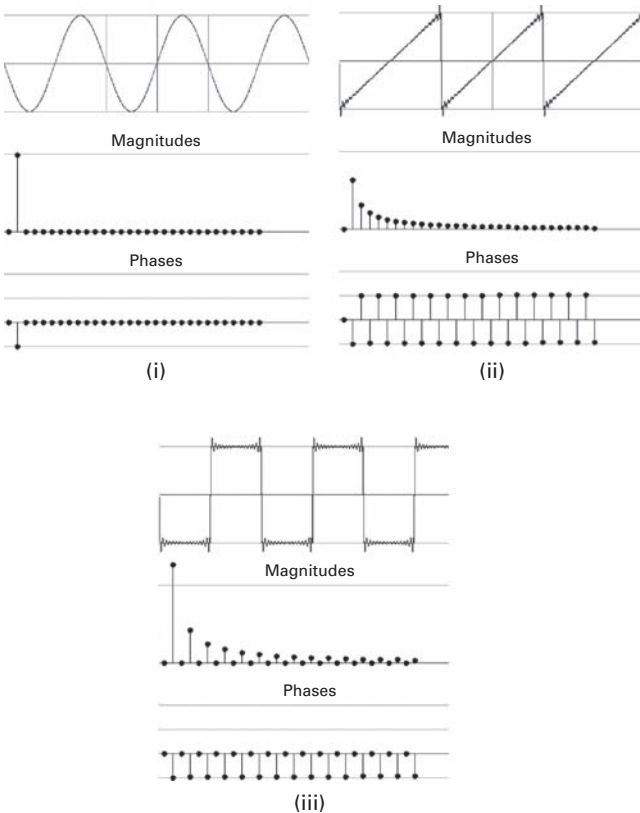 Magnitudes
Phases
(i)
Magnitudes
Phases
(ii)
Magnitudes
Phases
(iii)